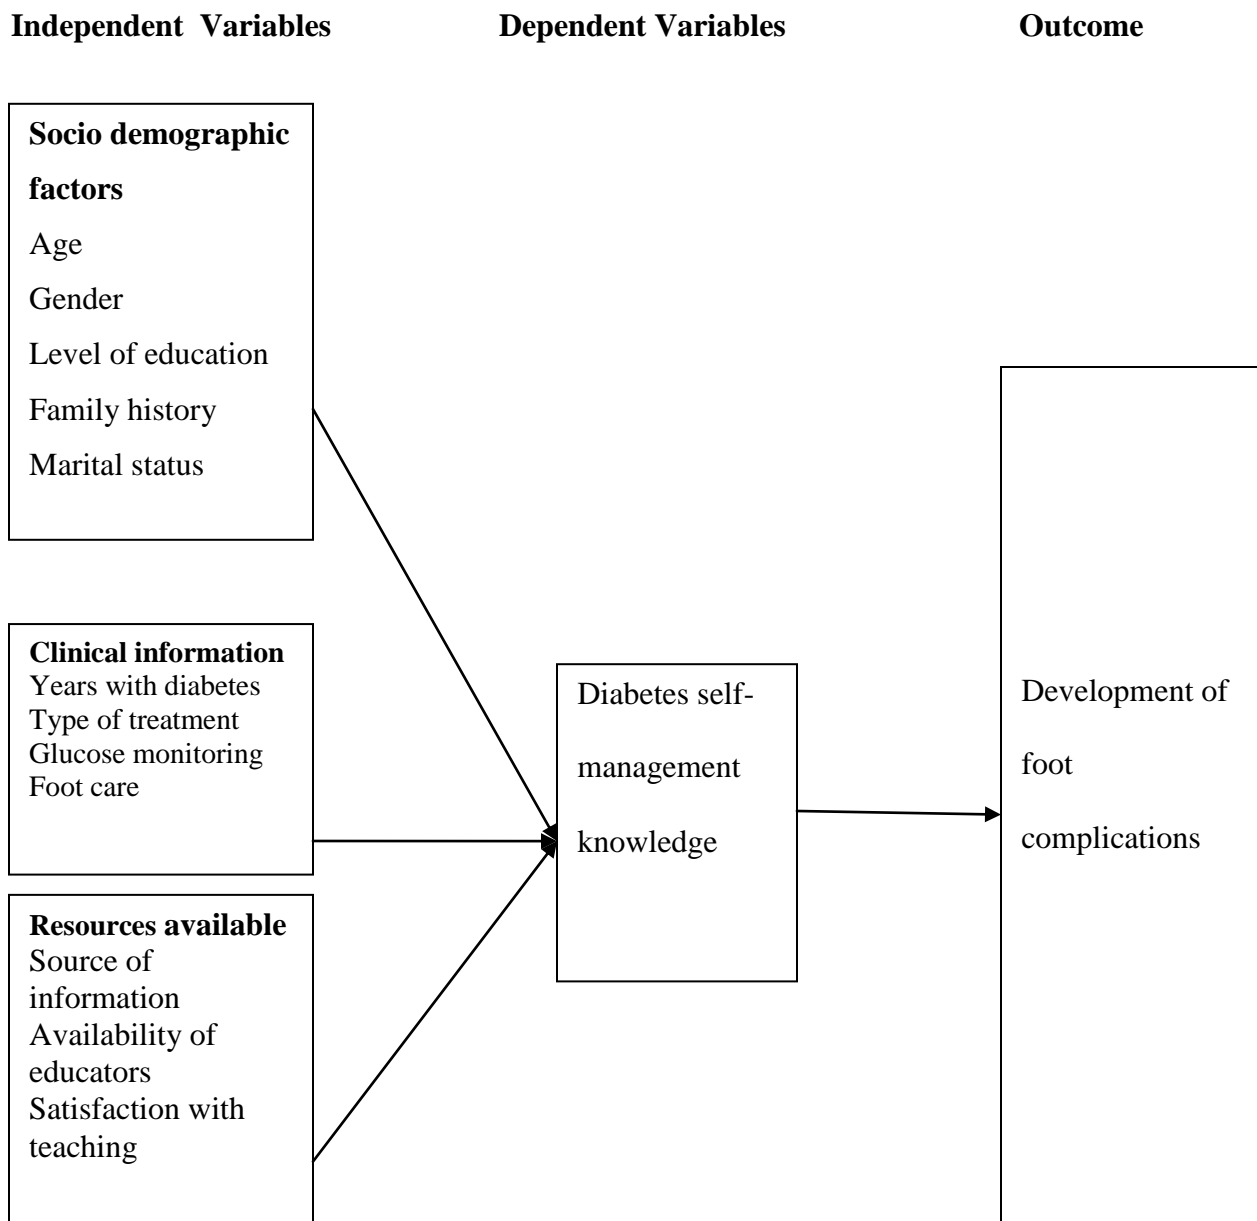 Independent  Variables
Dependent Variables
Outcome
Socio demographic
factors
Age
Gender
Level of education
Family history
Marital status
Clinical information
Years with diabetes
Type of treatment
Glucose monitoring
Foot care
Resources available
Source of
information
Availability of
educators
Satisfaction with
teaching
Diabetes self-
management
knowledge
Development of
foot
complications